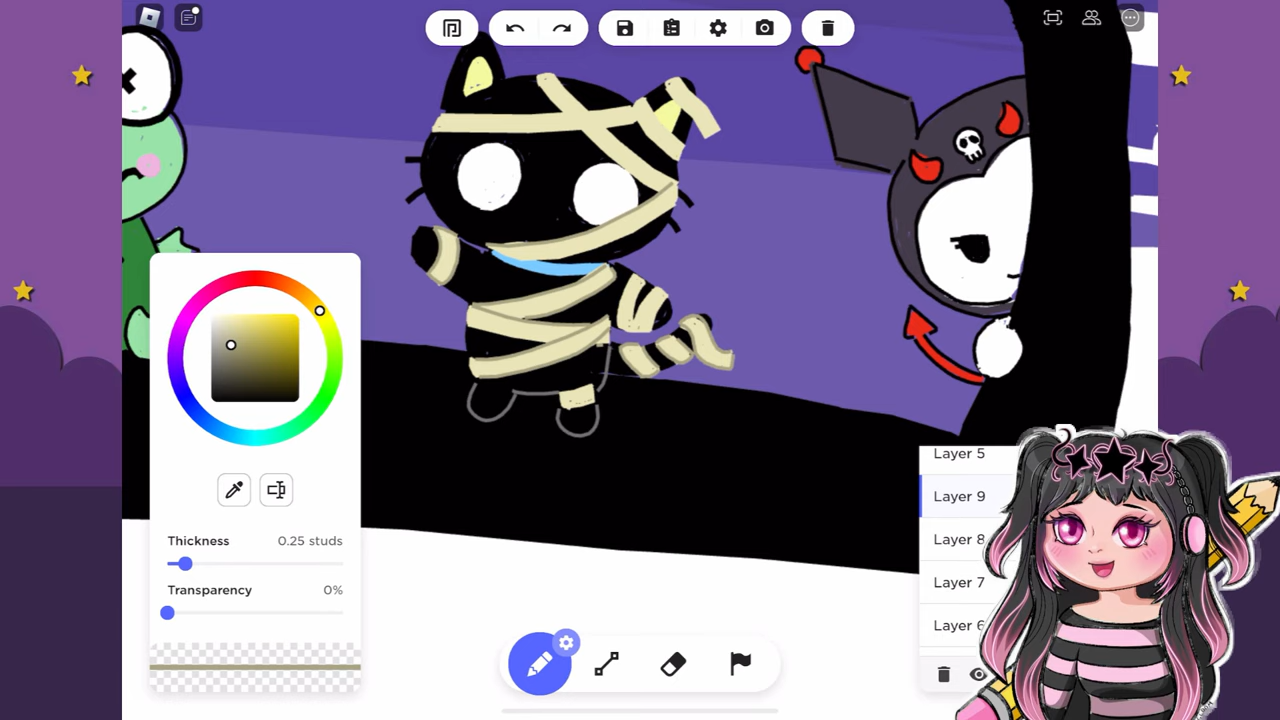 Thickness 0.25 studs
Transparency 0%
Layer 5
Layer 9
Layer 8
Layer 7
Layer 6